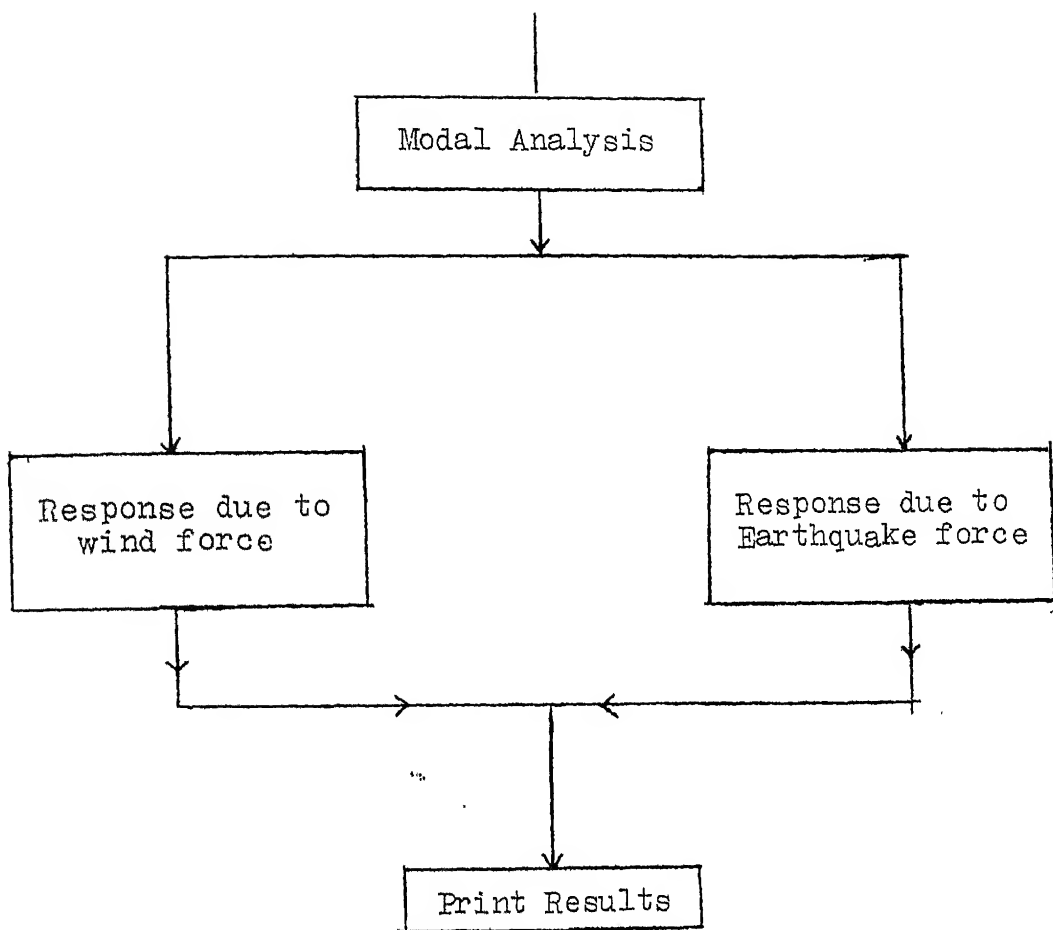 Modal Analysis
Response due to
wind force
Response due to
Earthquake force
Print Results